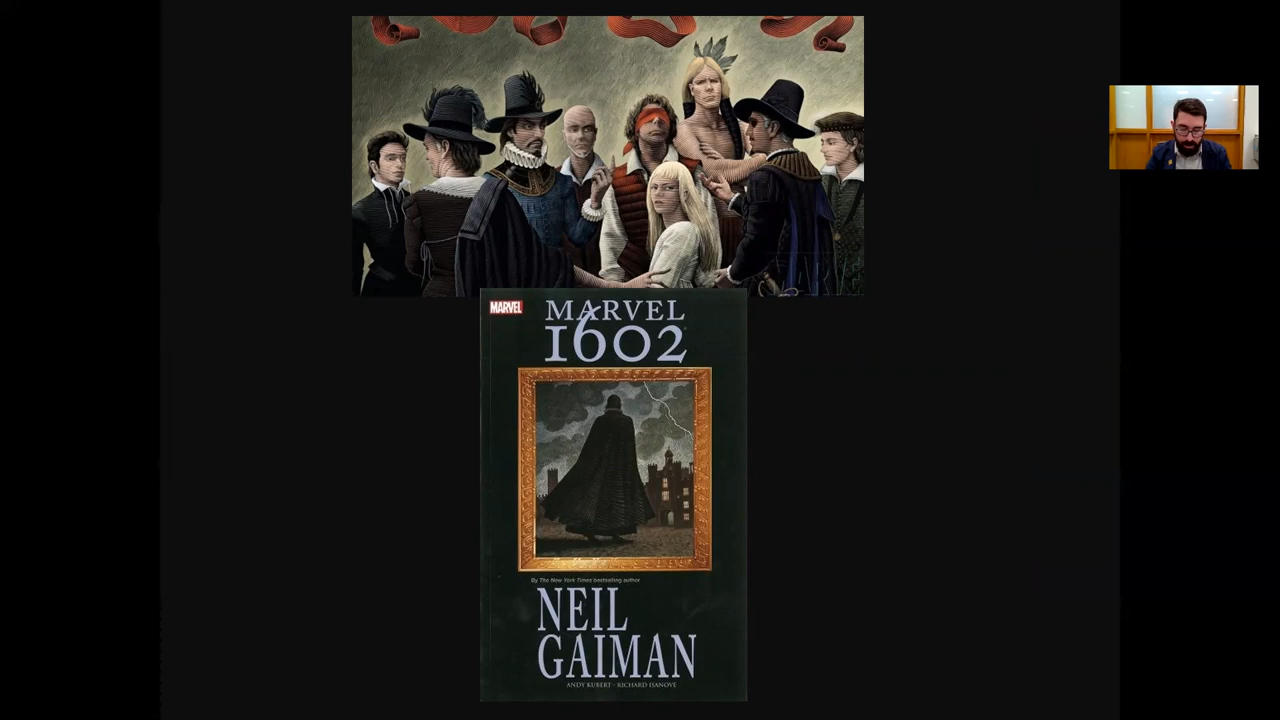 MARVEL
MARVEL
1602
By The New York Times bestselling author
NEIL
GAIMAN
ANDY KUBERT - RICHARD ISANOVE